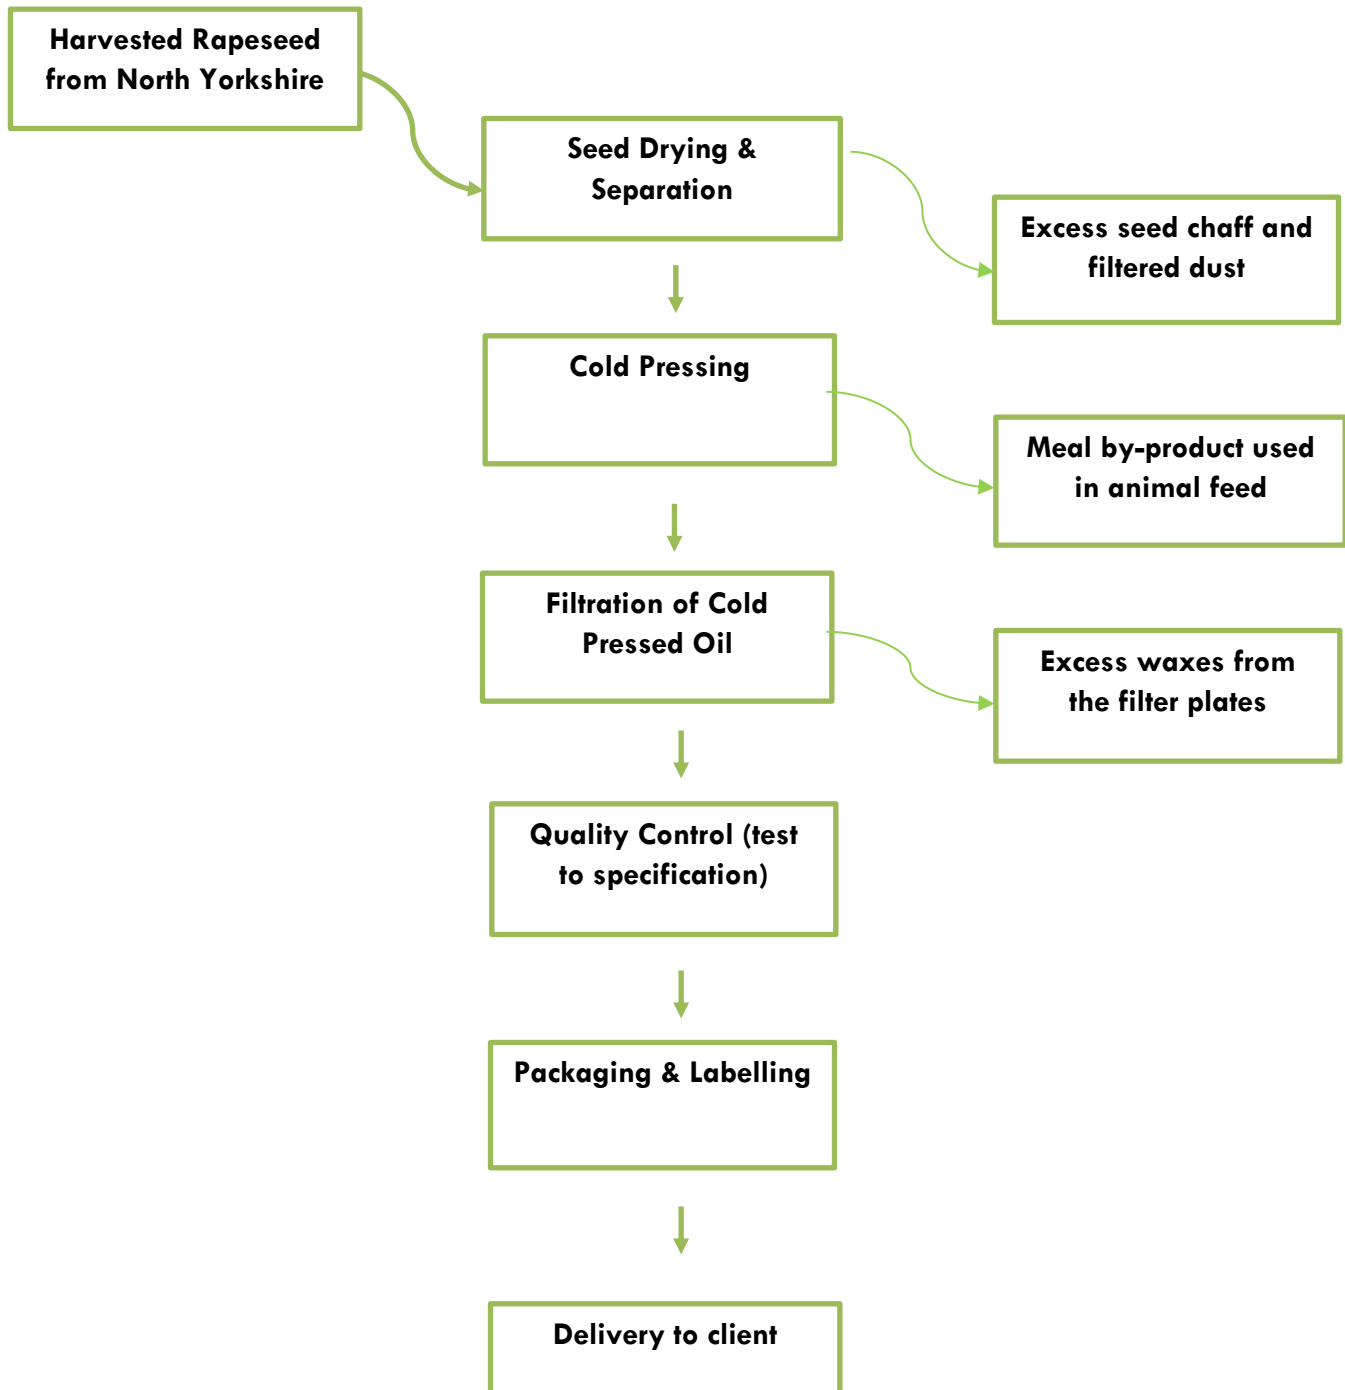 Harvested Rapeseed
from North Yorkshire
Seed Drying &
Separation
Excess seed chaff and
filtered dust
Cold Pressing
Meal by-product used
in animal feed
Filtration of Cold
Pressed Oil
Excess waxes from
the filter plates
Quality Control (test
to specification)
Packaging & Labelling
Delivery to client